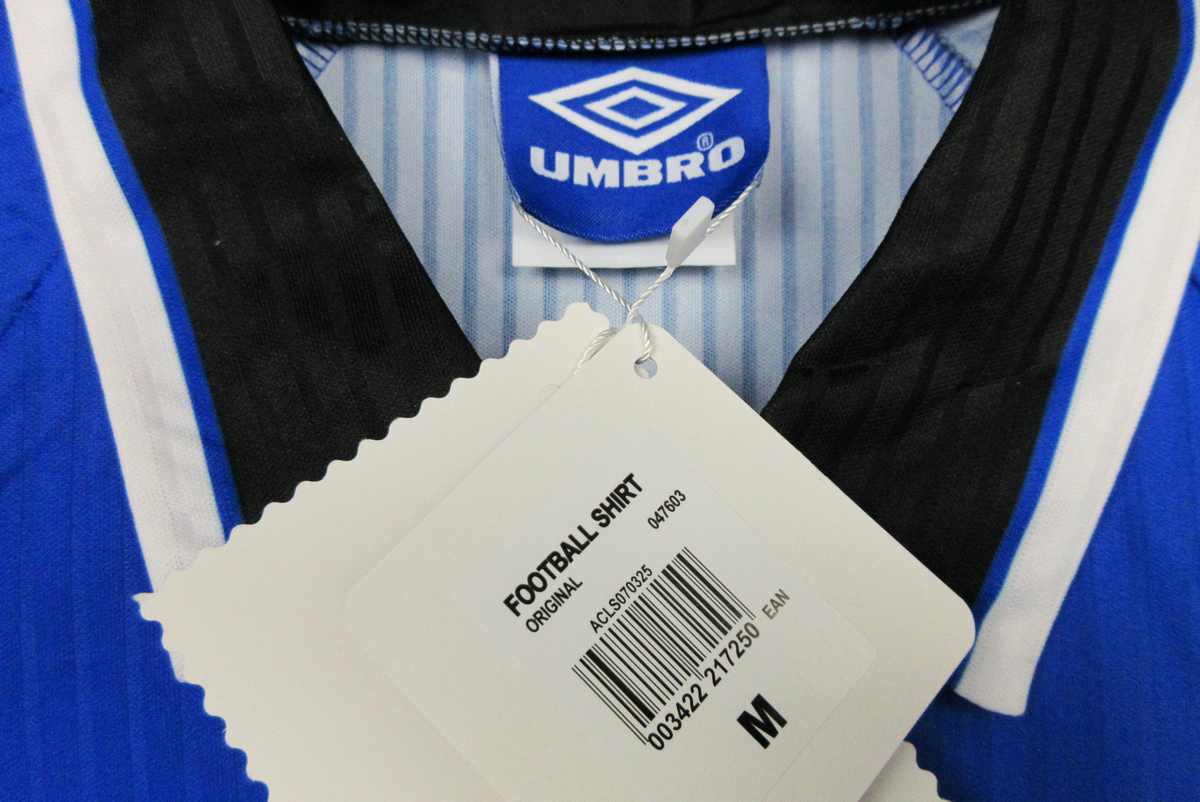 UMBRO®
FOOTBALL SHIRT
ORIGINAL
047603
ACLS070325
003422 217250
EAN
M